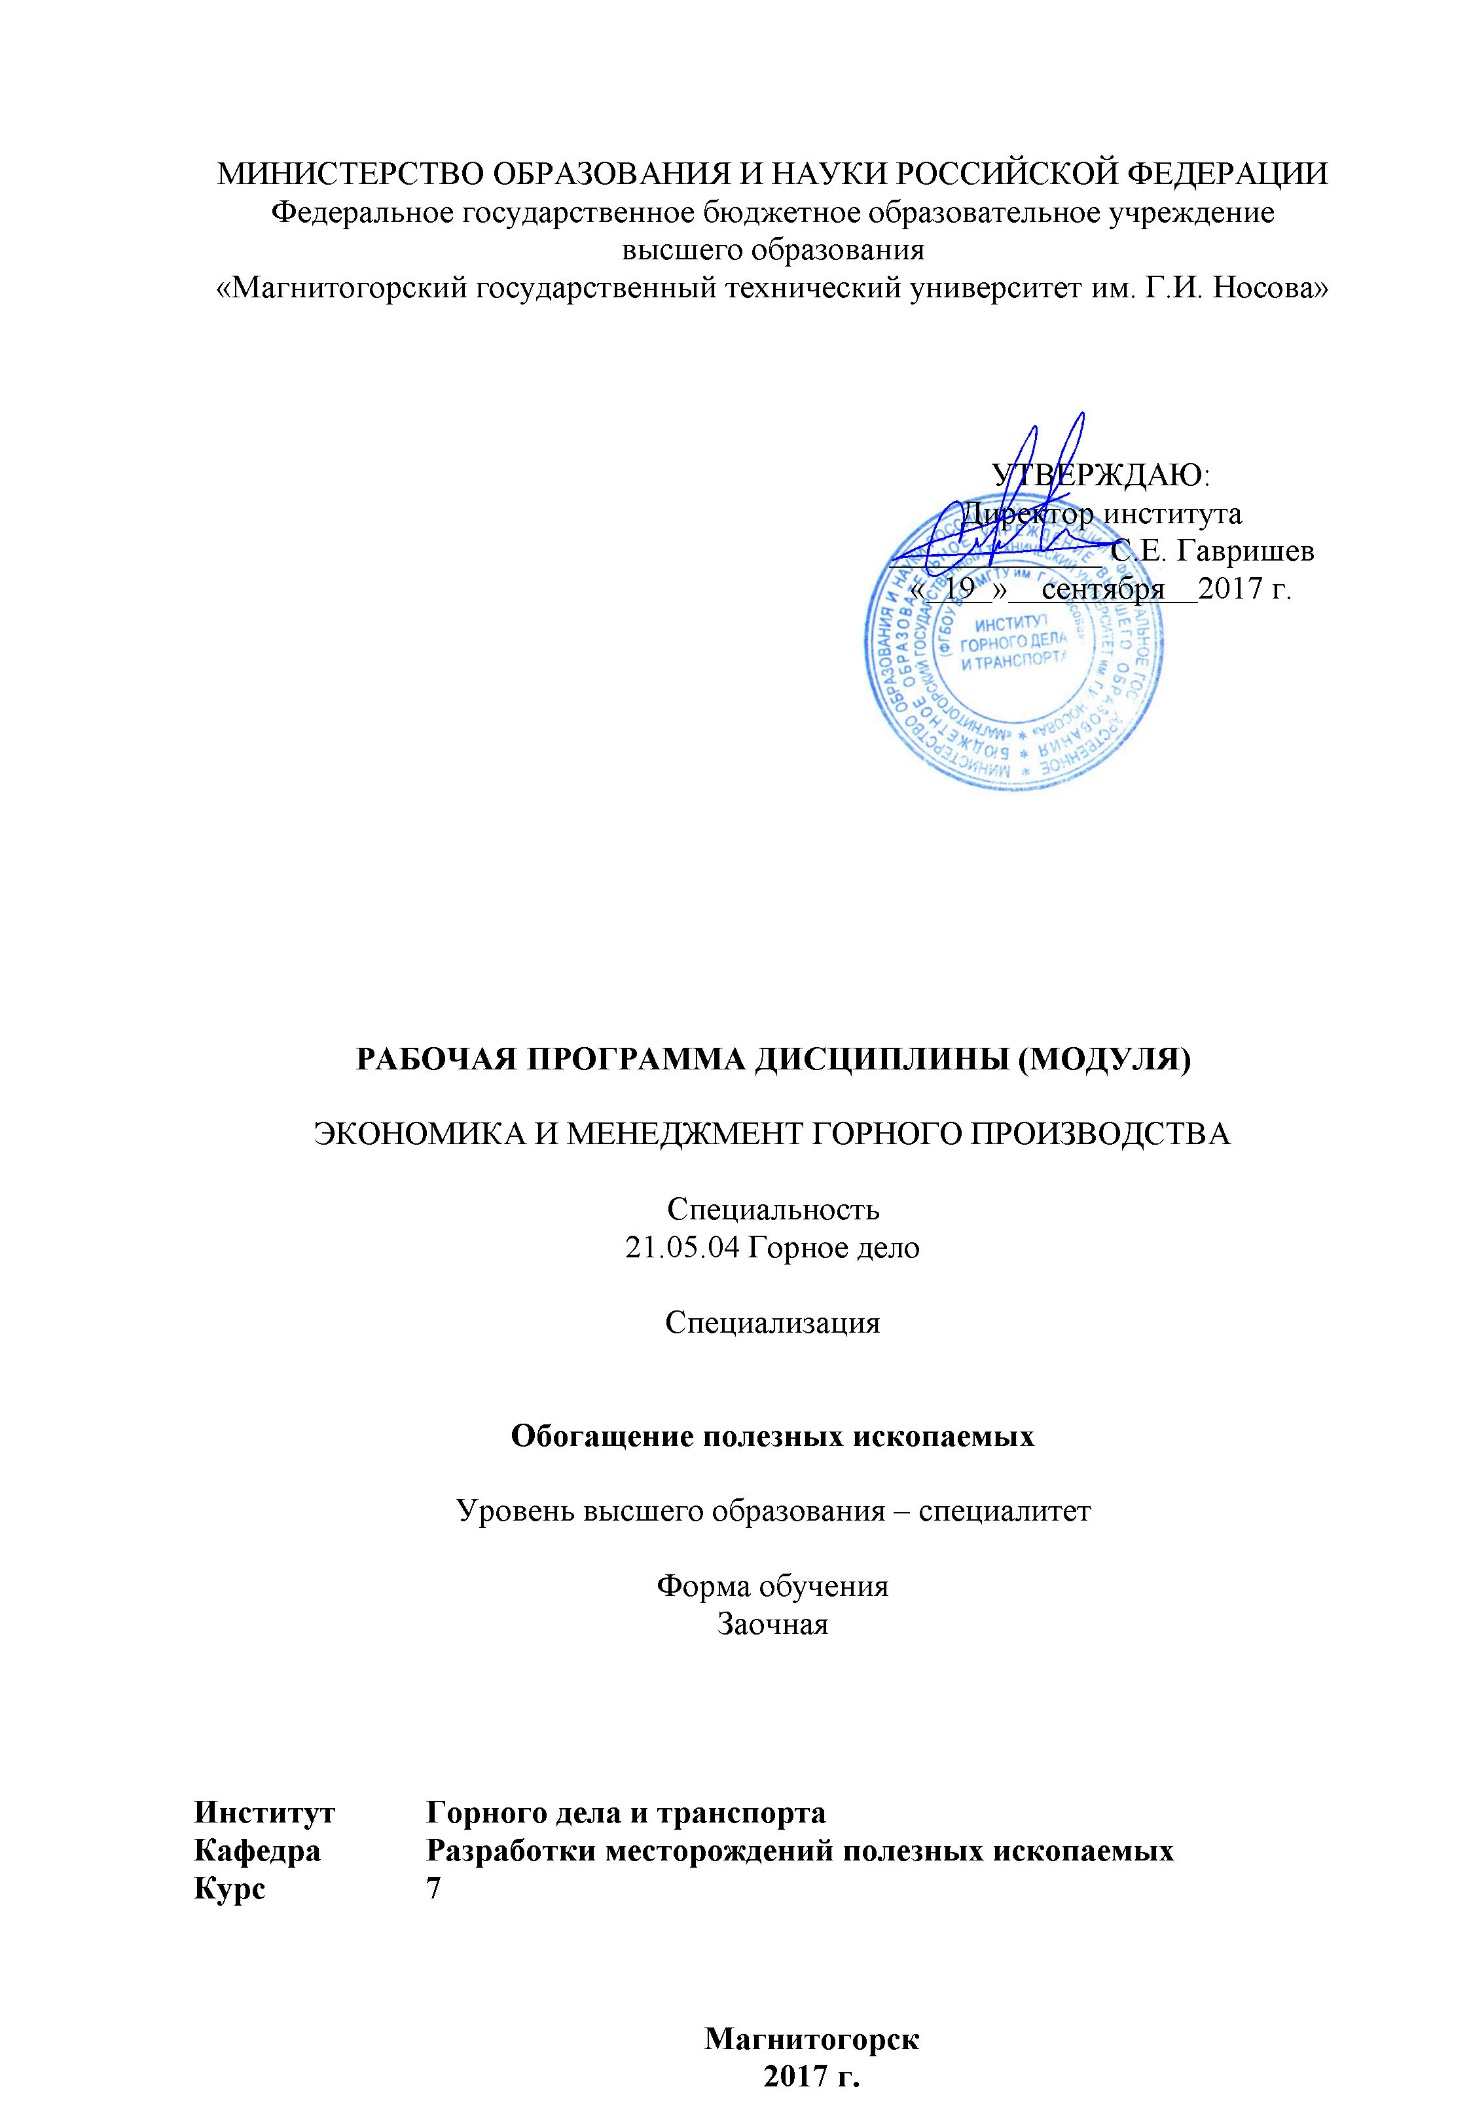 МИНИСТЕРСТВО ОБРАЗОВАНИЯ И НАУКИ РОССИЙСКОЙ ФЕДЕРАЦИИ
Федеральное государственное бюджетное образовательное учреждение
высшего образования
«Магнитогорский государственный технический университет им. Г.И. Носова»
УТВЕРЖДАЮ:
Директор института
_____________ С.Е. Гавришев
«__19__»__сентября__2017 г.
ИНСТИТУТ
ГОРНОГО ДЕЛА
И ТРАНСПОРТА
РАБОЧАЯ ПРОГРАММА ДИСЦИПЛИНЫ (МОДУЛЯ)
ЭКОНОМИКА И МЕНЕДЖМЕНТ ГОРНОГО ПРОИЗВОДСТВА
Специальность
21.05.04 Горное дело
Специализация
Обогащение полезных ископаемых
Уровень высшего образования – специалитет
Форма обучения
Заочная
Институт Горного дела и транспорта
Кафедра Разработки месторождений полезных ископаемых
Курс 7
Магнитогорск
2017 г.